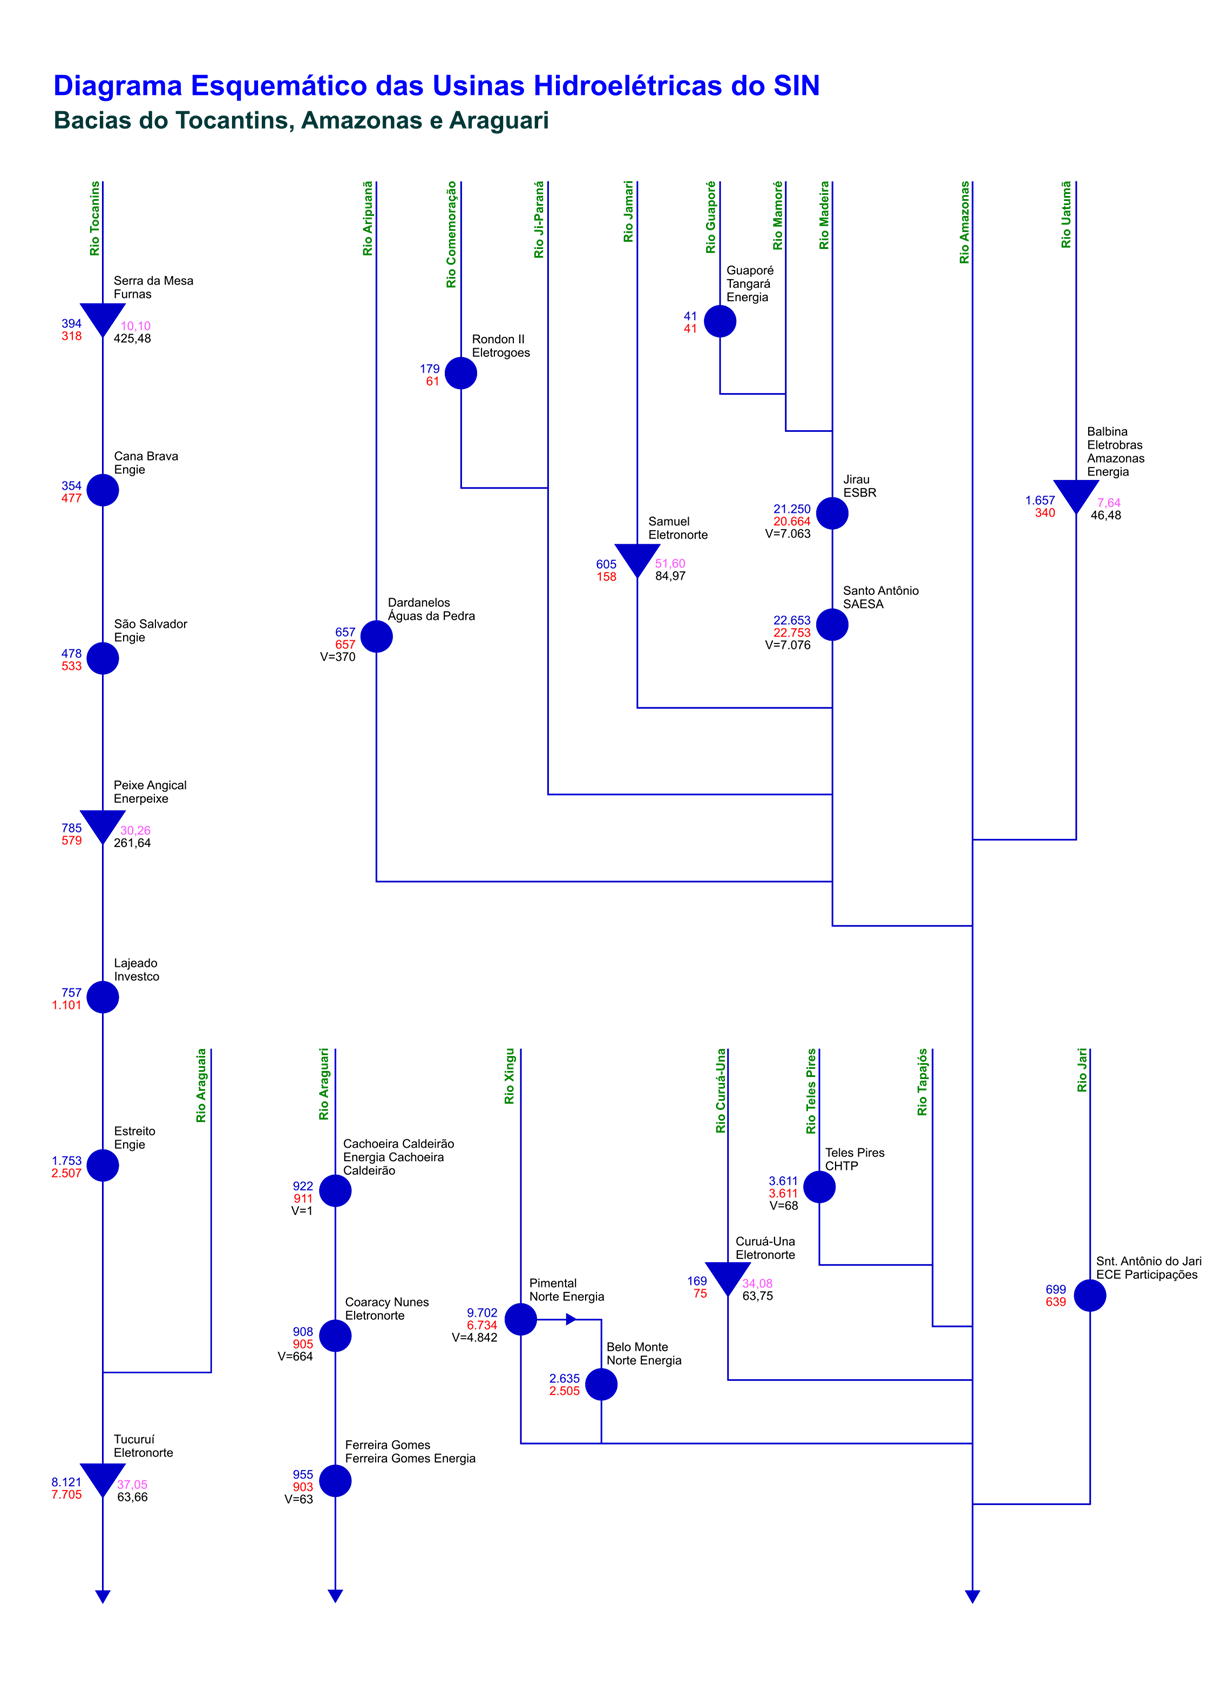 Diagrama Esquemático das Usinas Hidroelétricas do SIN
Bacias do Tocantins, Amazonas e Araguari
Rio Tocanins
Rio Aripuanã
Rio Comemoração
Rio Ji-Paraná
Rio Jamari
Rio Guaporé
Rio Mamoré
Rio Madeira
Rio Amazonas
Rio Uatumã
Serra da Mesa
Furnas
394
318
10,10
425,48
Cana Brava
Engie
354
477
São Salvador
Engie
478
533
Peixe Angical
Enerpeixe
785
579
30,26
261,64
Lajeado
Investco
757
1.101
Estreito
Engie
1.753
2.507
Rio Araguaia
Tucuruí
Eletronorte
8.121
7.705
37,05
63,66
Dardanelos
Águas da Pedra
657
657
V=370
Rondon II
Eletrogoes
179
61
Samuel
Eletronorte
605
158
51,60
84,97
Guaporé
Tangará
Energia
41
41
Jirau
ESBR
21.250
20.664
V=7.063
Santo Antônio
SAESA
22.653
22.753
V=7.076
Balbina
Eletrobras
Amazonas
Energia
1.657
340
7,64
46,48
Rio Araguari
Cachoeira Caldeirão
Energia Cachoeira
Caldeirão
922
911
V=1
Coaracy Nunes
Eletronorte
908
905
V=664
Ferreira Gomes
Ferreira Gomes Energia
955
903
V=63
Rio Xingu
Pimental
Norte Energia
9.702
6.734
V=4.842
Belo Monte
Norte Energia
2.635
2.505
Rio Curuá-Una
Curuá-Una
Eletronorte
169
75
34,08
63,75
Rio Teles Pires
Teles Pires
CHTP
3.611
3.611
V=68
Rio Tapajós
Rio Jari
Snt. Antônio do Jari
ECE Participações
699
639